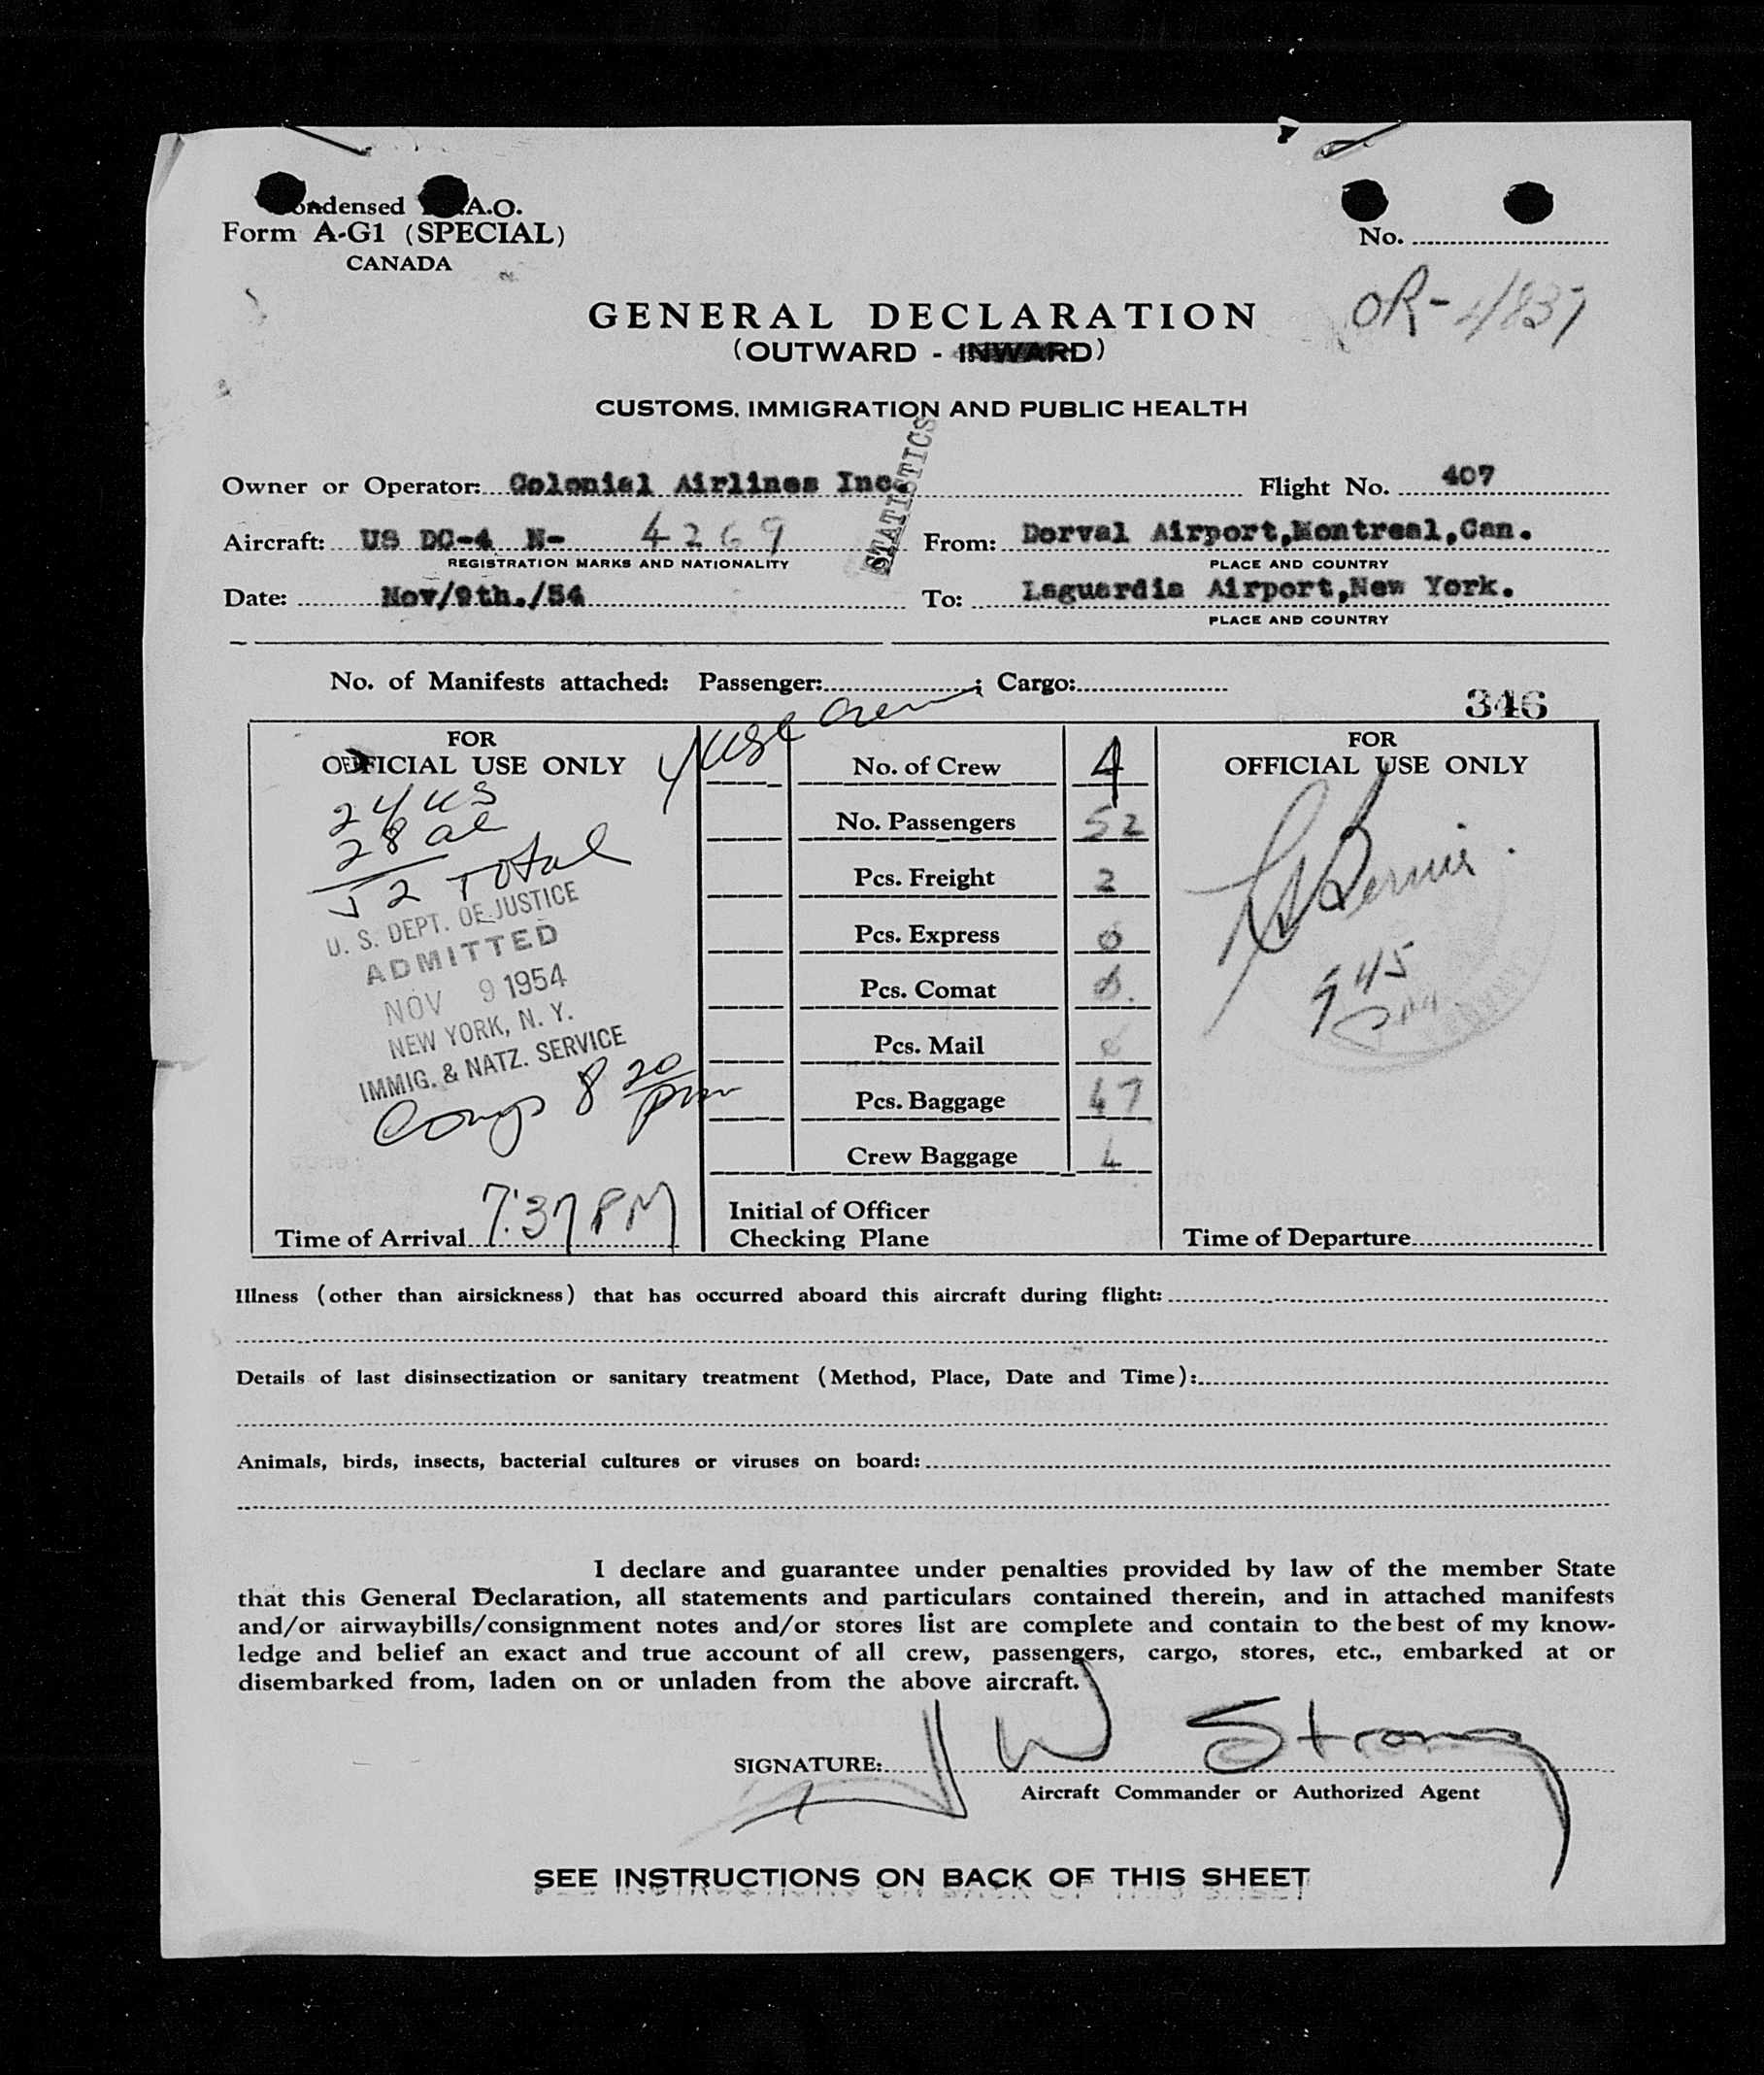 Condensed I.C.A.O.
Form A-G1 (SPECIAL)
CANADA
No.
OR-4837
GENERAL DECLARATION
(OUTWARD - INWARD)
CUSTOMS, IMMIGRATION AND PUBLIC HEALTH
STATISTICS
Owner or Operator: Colonial Airlines Inc. Flight No. 407
Aircraft: US DC-4 N- 4269 From: Dorval Airport,Montreal,Can.
REGISTRATION MARKS AND NATIONALITY PLACE AND COUNTRY
Date: Nov/9th./54 To: Laguardia Airport,New York.
PLACE AND COUNTRY
No. of Manifests attached: Passenger: ; Cargo:
346
FOR
OFFICIAL USE ONLY
24 US
28 al
52 Total
U. S. DEPT. OF JUSTICE
ADMITTED
NOV 9 1954
NEW YORK, N. Y.
IMMIG. & NATZ. SERVICE
8 20 pm
Time of Arrival 7:37 PM
4 USC Crew
No. of Crew 4
No. Passengers 52
Pcs. Freight 2
Pcs. Express 0
Pcs. Comat 0
Pcs. Mail 0
Pcs. Baggage 47
Crew Baggage 4
Initial of Officer
Checking Plane
FOR
OFFICIAL USE ONLY
Time of Departure
Illness (other than airsickness) that has occurred aboard this aircraft during flight:
Details of last disinsectization or sanitary treatment (Method, Place, Date and Time):
Animals, birds, insects, bacterial cultures or viruses on board:
I declare and guarantee under penalties provided by law of the member State
that this General Declaration, all statements and particulars contained therein, and in attached manifests
and/or airwaybills/consignment notes and/or stores list are complete and contain to the best of my know-
ledge and belief an exact and true account of all crew, passengers, cargo, stores, etc., embarked at or
disembarked from, laden on or unladen from the above aircraft.
SIGNATURE: J W Strong
Aircraft Commander or Authorized Agent
SEE INSTRUCTIONS ON BACK OF THIS SHEET